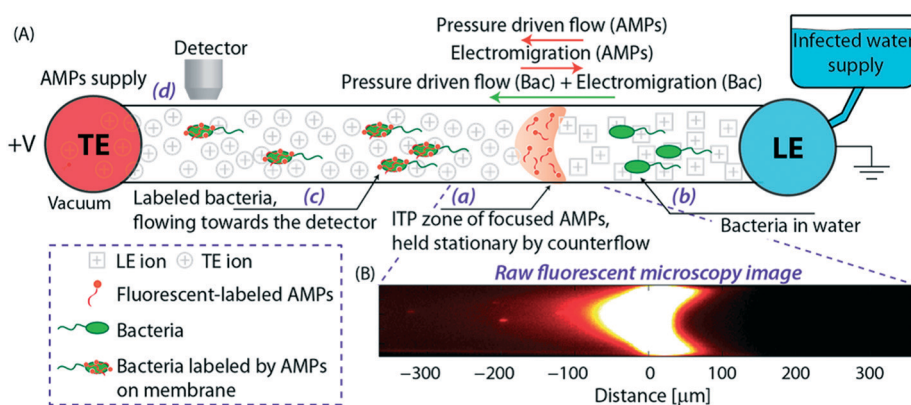 (A)
Detector
Pressure driven flow (AMPs)
Electromigration (AMPs)
Pressure driven flow (Bac) + Electromigration (Bac)
Infected water
supply
AMPs supply
(d)
+V
TE
LE
Vacuum
Labeled bacteria,
flowing towards the detector
(c)
(a)
ITP zone of focused AMPs,
held stationary by counterflow
(b)
Bacteria in water
LE ion
TE ion
Fluorescent-labeled AMPs
Bacteria
Bacteria labeled by AMPs
on membrane
(B)
Raw fluorescent microscopy image
−300 −200 −100 0 100 200 300
Distance [μm]